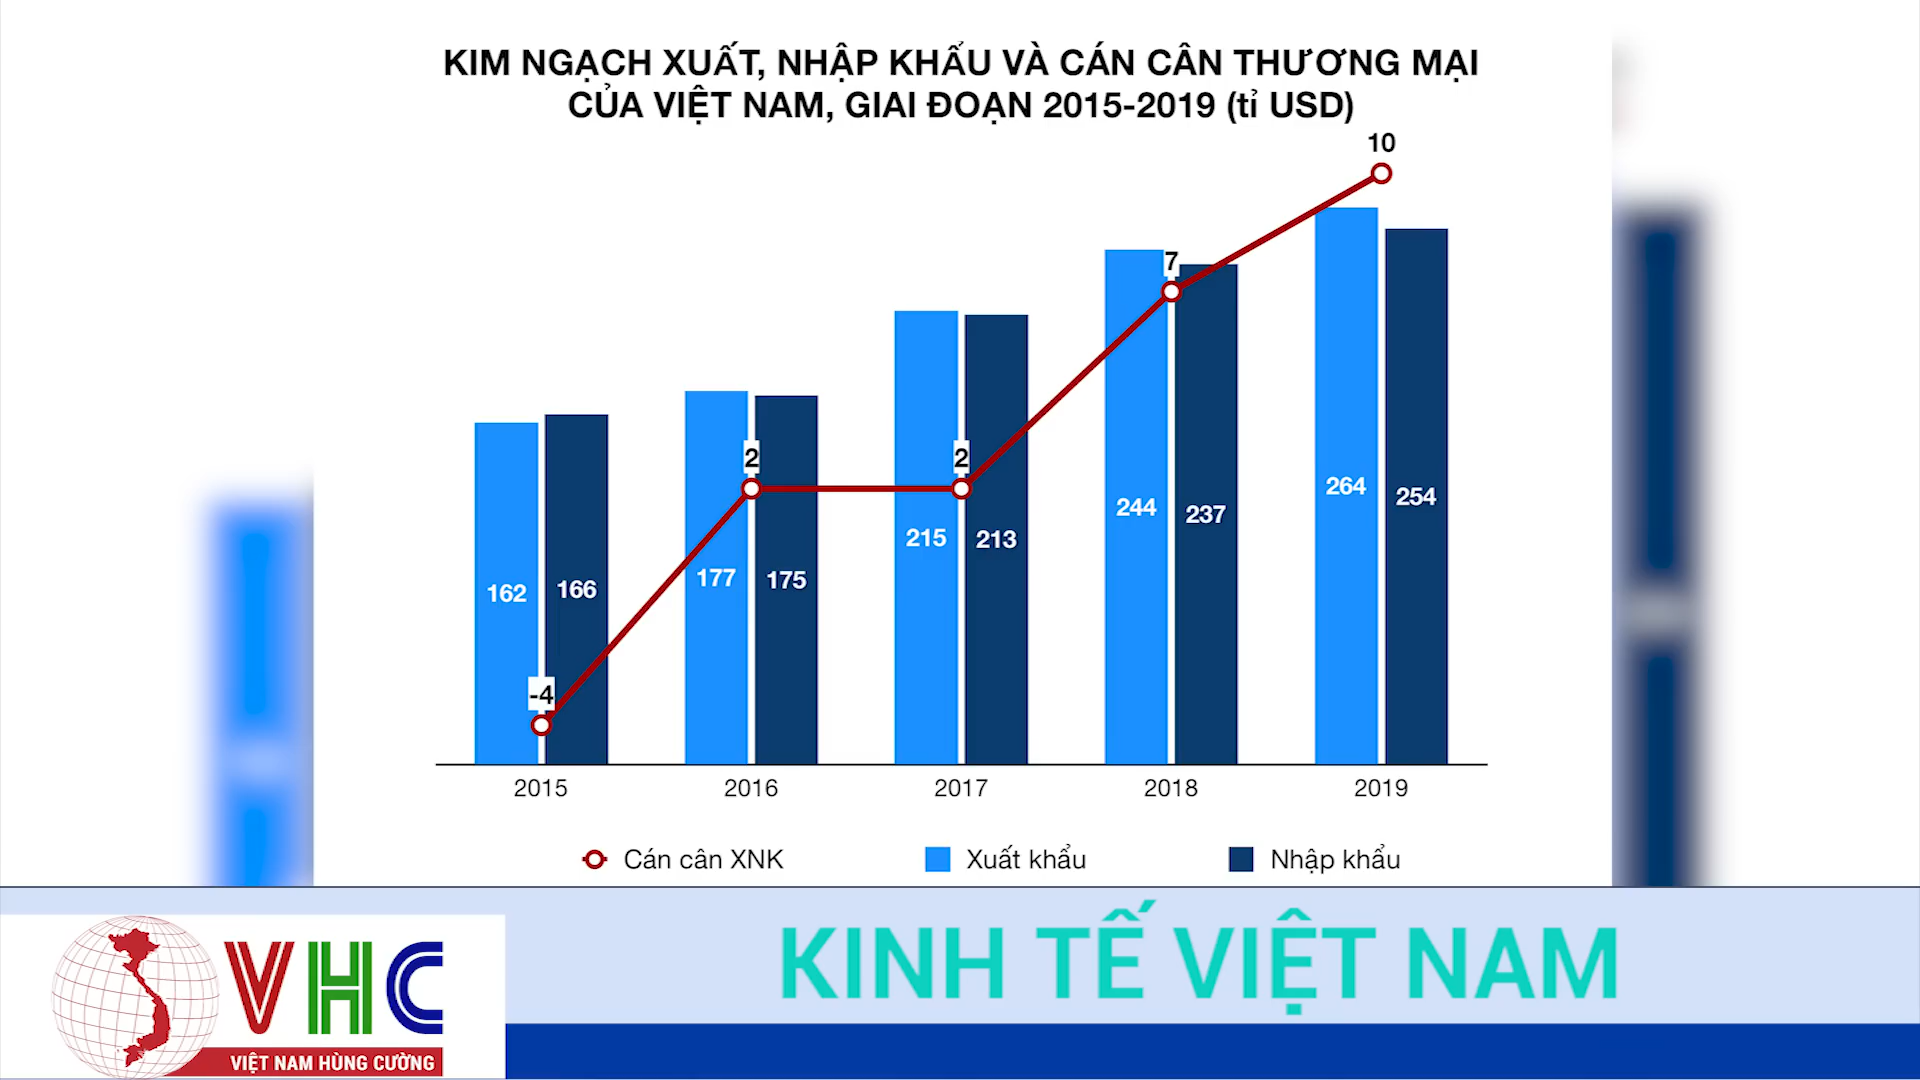 KIM NGẠCH XUẤT, NHẬP KHẨU VÀ CÁN CÂN THƯƠNG MẠI
CỦA VIỆT NAM, GIAI ĐOẠN 2015-2019 (tỉ USD)
10
7
2
2
264
254
244
237
215
213
177
175
162
166
-4
2015
2016
2017
2018
2019
Cán cân XNK
Xuất khẩu
Nhập khẩu
KINH TẾ VIỆT NAM
VHC
VIỆT NAM HÙNG CƯỜNG